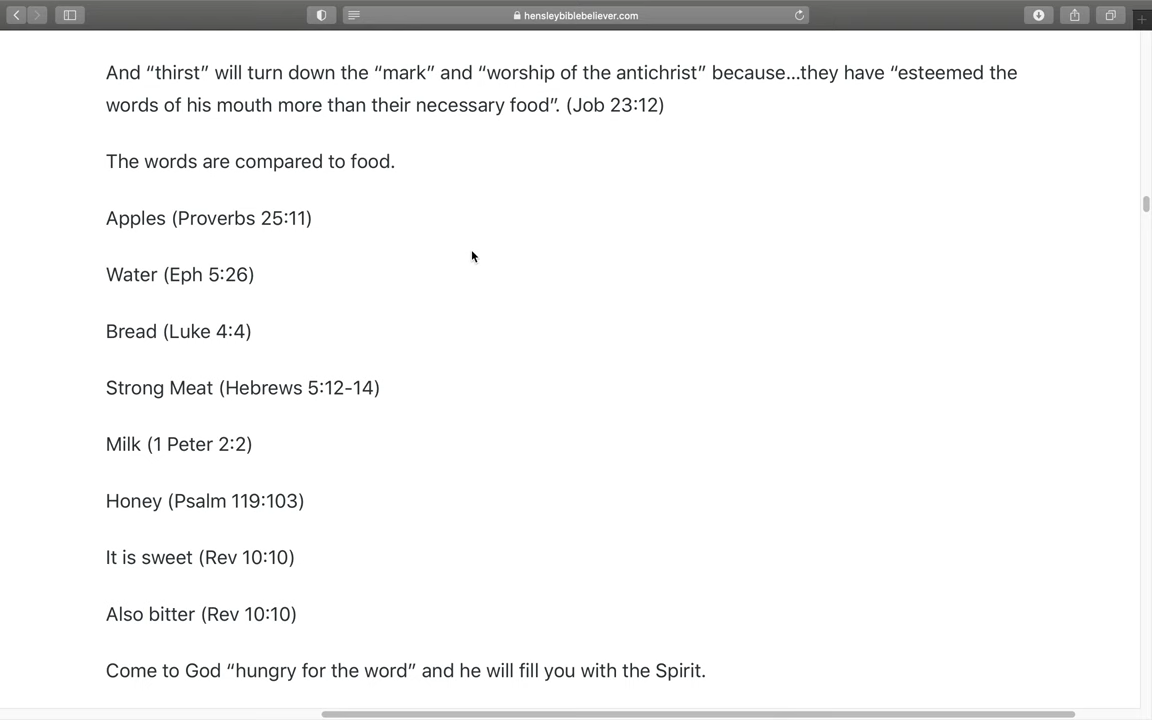 hensleybiblebeliever.com
And “thirst” will turn down the “mark” and “worship of the antichrist” because...they have “esteemed the
words of his mouth more than their necessary food”. (Job 23:12)
The words are compared to food.
Apples (Proverbs 25:11)
Water (Eph 5:26)
Bread (Luke 4:4)
Strong Meat (Hebrews 5:12-14)
Milk (1 Peter 2:2)
Honey (Psalm 119:103)
It is sweet (Rev 10:10)
Also bitter (Rev 10:10)
Come to God “hungry for the word” and he will fill you with the Spirit.